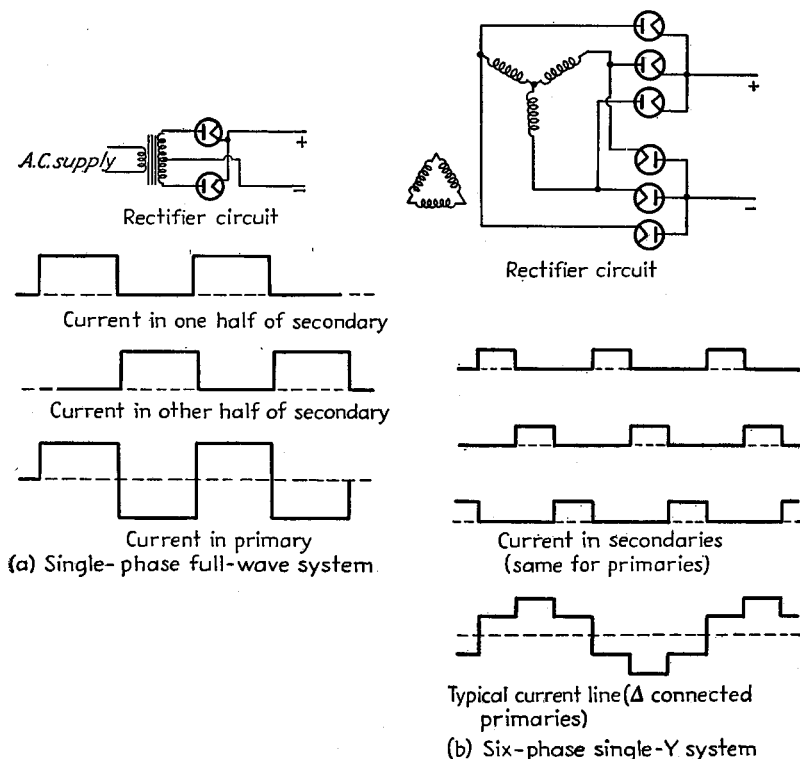 A.C. supply
+
=
Rectifier circuit
Current in one half of secondary
Current in other half of secondary
Current in primary
(a) Single-phase full-wave system
+
-
Rectifier circuit
Current in secondaries
(same for primaries)
Typical current line (Δ connected
primaries)
(b) Six-phase single-Y system